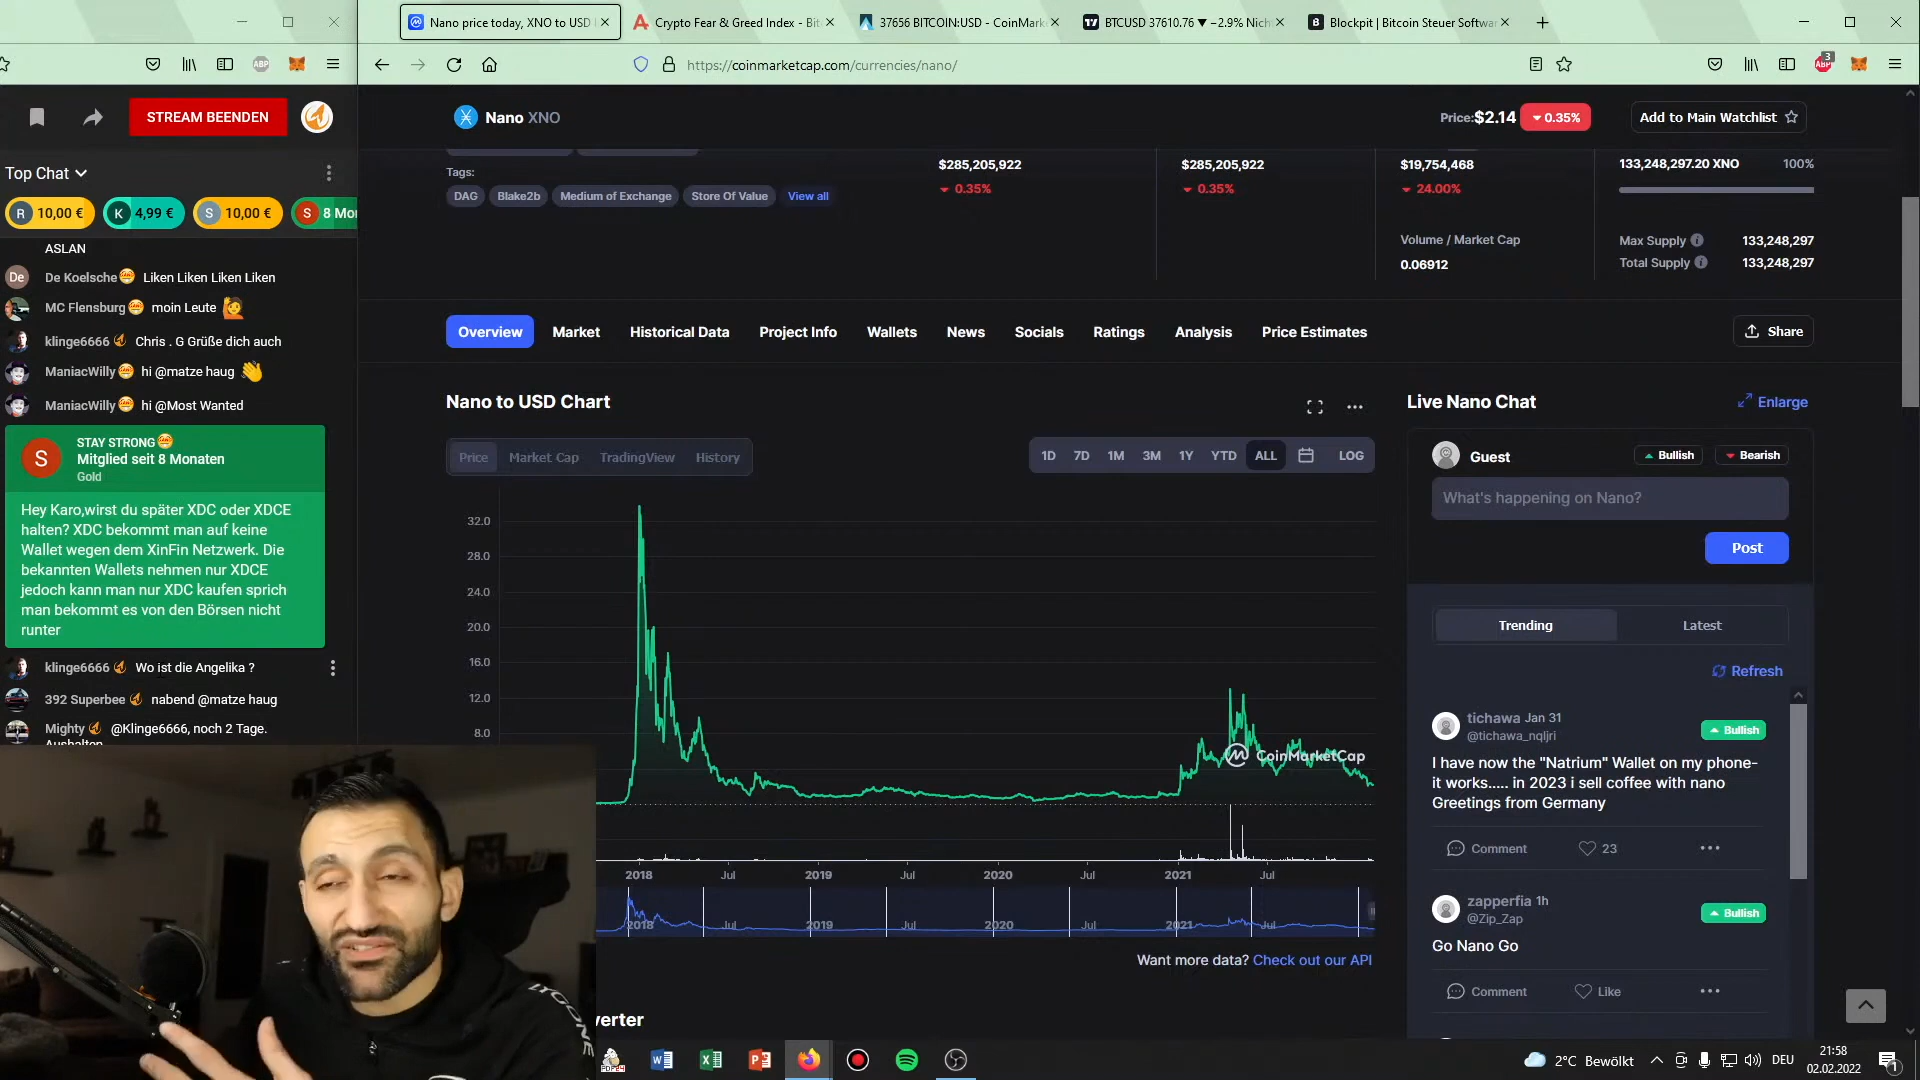 Nano price today, XNO to USD
Crypto Fear & Greed Index - Bit
37656 BITCOIN:USD - CoinMark
BTCUSD 37610.76 ▼ −2.9% Nich
Blockpit | Bitcoin Steuer Softwar
https://coinmarketcap.com/currencies/nano/
3
ABP
ABP
STREAM BEENDEN
Top Chat
R 10,00 €
K 4,99 €
S 10,00 €
S 8 Mo
ASLAN
De
De Koelsche Liken Liken Liken Liken
MC Flensburg moin Leute
klinge6666 Chris . G Grüße dich auch
ManiacWilly hi @matze haug
ManiacWilly hi @Most Wanted
S
STAY STRONG
Mitglied seit 8 Monaten
Gold
Hey Karo,wirst du später XDC oder XDCE
halten? XDC bekommt man auf keine
Wallet wegen dem XinFin Netzwerk. Die
bekannten Wallets nehmen nur XDCE
jedoch kann man nur XDC kaufen sprich
man bekommt es von den Börsen nicht
runter
klinge6666 Wo ist die Angelika ?
392 Superbee nabend @matze haug
Mighty @Klinge6666, noch 2 Tage.
Aushalten
Nano XNO
Price:$2.14 ▼ 0.35%
Add to Main Watchlist
Tags:
DAG Blake2b Medium of Exchange Store Of Value View all
$285,205,922
▼ 0.35%
$285,205,922
▼ 0.35%
$19,754,468
▼ 24.00%
Volume / Market Cap
0.06912
133,248,297.20 XNO 100%
Max Supply 133,248,297
Total Supply 133,248,297
Overview Market Historical Data Project Info Wallets News Socials Ratings Analysis Price Estimates
Share
Nano to USD Chart
Price Market Cap TradingView History
1D 7D 1M 3M 1Y YTD ALL LOG
32.0
28.0
24.0
20.0
16.0
12.0
8.0
CoinMarketCap
2018 Jul 2019 Jul 2020 Jul 2021 Jul
2018 Jul 2019 Jul 2020 Jul 2021 Jul
Want more data? Check out our API
verter
Live Nano Chat
Enlarge
Guest
Bullish
Bearish
What's happening on Nano?
Post
Trending Latest
Refresh
tichawa Jan 31
@tichawa_nqljri
Bullish
I have now the "Natrium" Wallet on my phone-
it works..... in 2023 i sell coffee with nano
Greetings from Germany
Comment 23
zapperfia 1h
@Zip_Zap
Bullish
Go Nano Go
Comment Like
2°C Bewölkt
DEU
21:58
02.02.2022
1